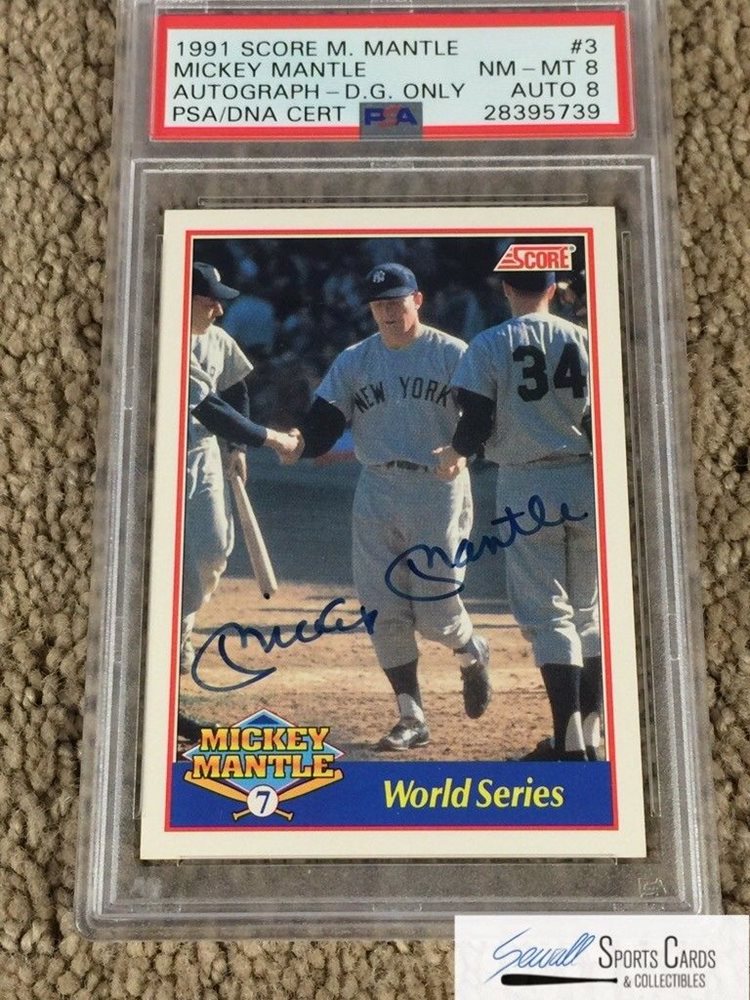 1991 SCORE M. MANTLE #3
MICKEY MANTLE NM-MT 8
AUTOGRAPH-D.G. ONLY AUTO 8
PSA/DNA CERT PSA 28395739
SCORE®
NEW YORK
34
Mickey Mantle
MICKEY
MANTLE
7
World Series
Sewall SPORTS CARDS
& COLLECTIBLES